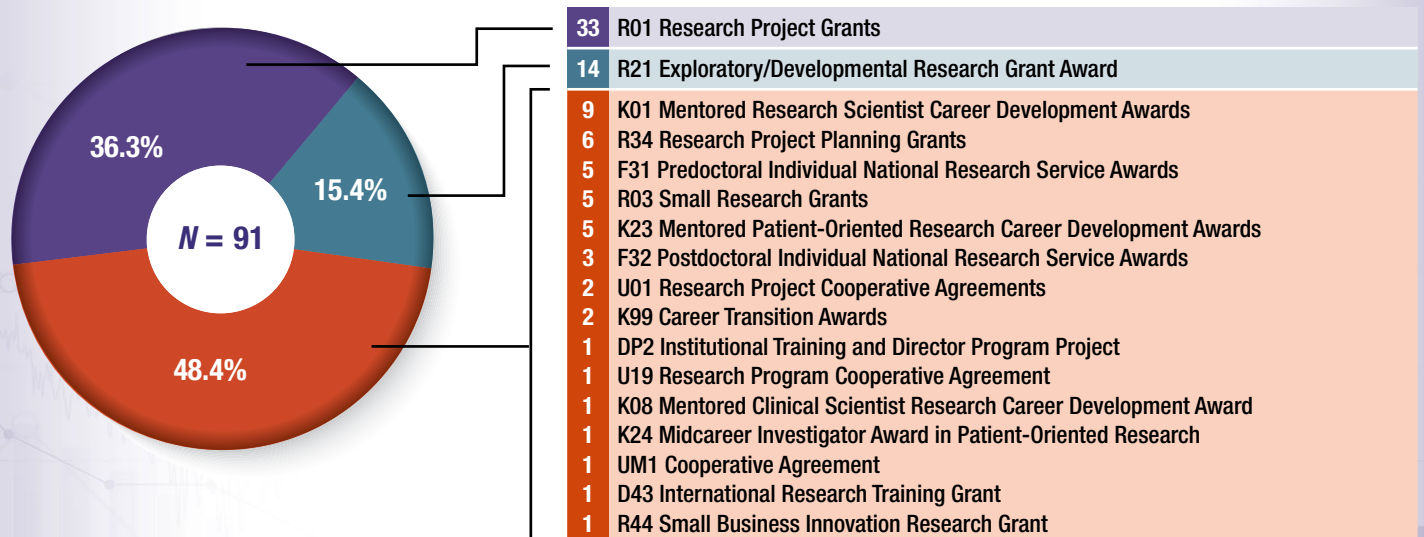 36.3%
15.4%
N = 91
48.4%
33 R01 Research Project Grants
14 R21 Exploratory/Developmental Research Grant Award
9 K01 Mentored Research Scientist Career Development Awards
6 R34 Research Project Planning Grants
5 F31 Predoctoral Individual National Research Service Awards
5 R03 Small Research Grants
5 K23 Mentored Patient-Oriented Research Career Development Awards
3 F32 Postdoctoral Individual National Research Service Awards
2 U01 Research Project Cooperative Agreements
2 K99 Career Transition Awards
1 DP2 Institutional Training and Director Program Project
1 U19 Research Program Cooperative Agreement
1 K08 Mentored Clinical Scientist Research Career Development Award
1 K24 Midcareer Investigator Award in Patient-Oriented Research
1 UM1 Cooperative Agreement
1 D43 International Research Training Grant
1 R44 Small Business Innovation Research Grant